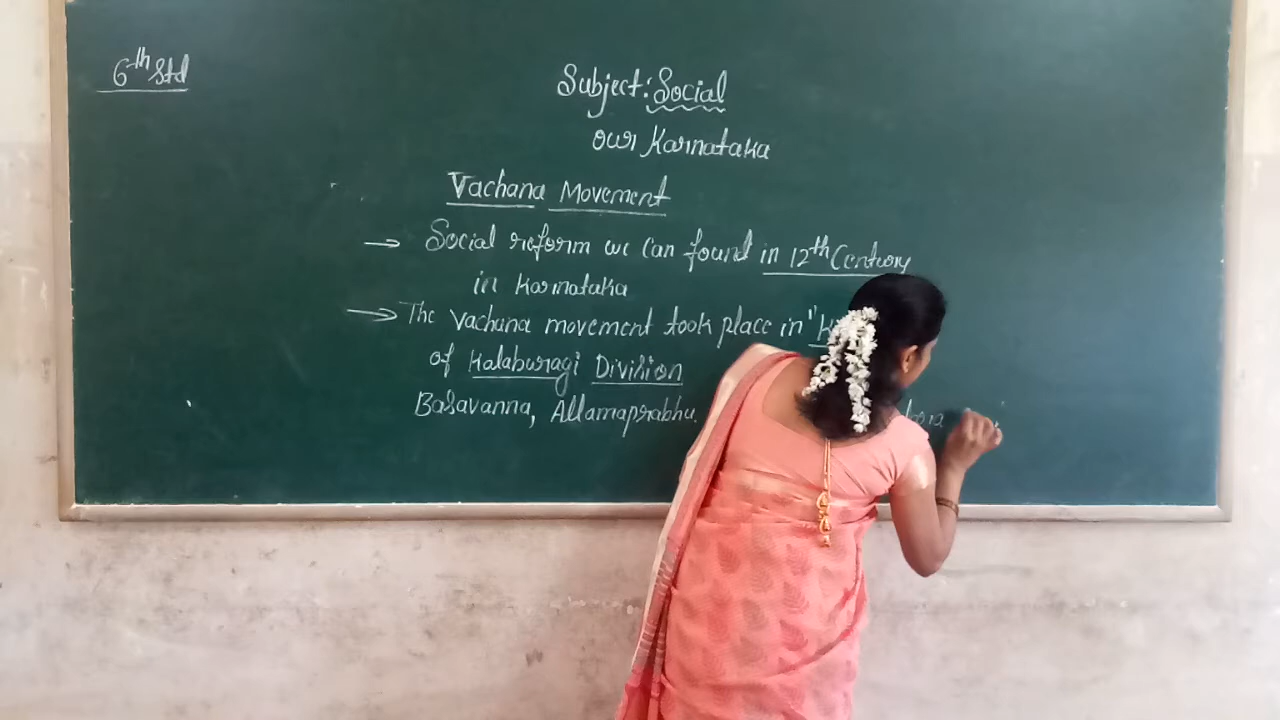 6th Std
Subject: Social
our Karnataka
Vachana Movement
→ Social reform we can found in 12th Century
in Karnataka
→ The Vachana movement took place in "K
of Kalaburagi Division
Basavanna, Allamaprabhu,